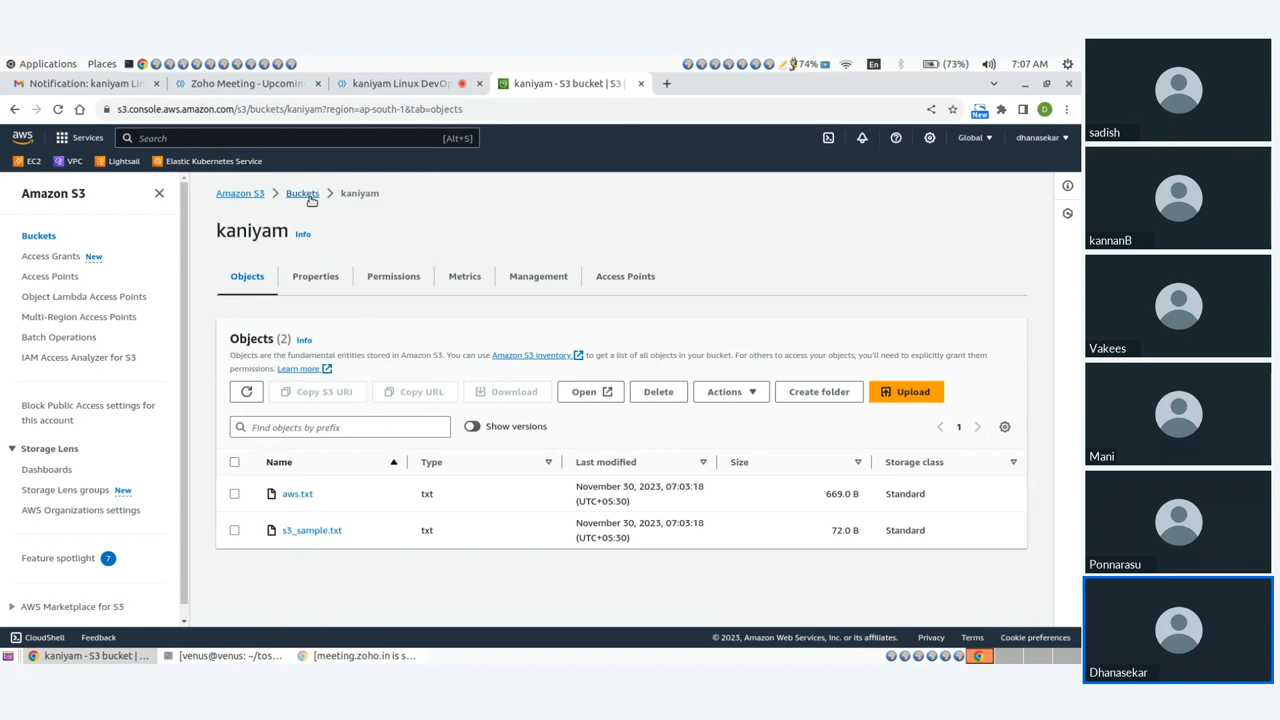 Applications Places 74% En (73%) 7:07 AM
Notification: kaniyam Lin
Zoho Meeting - Upcomin
kaniyam Linux DevOp
kaniyam - S3 bucket | S3 |
s3.console.aws.amazon.com/s3/buckets/kaniyam?region=ap-south-1&tab=objects
New
D
aws Services Search [Alt+S] Global dhanasekar
EC2 VPC Lightsail Elastic Kubernetes Service
Amazon S3
Buckets
Access Grants New
Access Points
Object Lambda Access Points
Multi-Region Access Points
Batch Operations
IAM Access Analyzer for S3
Block Public Access settings for
this account
Storage Lens
Dashboards
Storage Lens groups New
AWS Organizations settings
Feature spotlight 7
AWS Marketplace for S3
Amazon S3 Buckets kaniyam
kaniyam Info
Objects Properties Permissions Metrics Management Access Points
Objects (2) Info
Objects are the fundamental entities stored in Amazon S3. You can use Amazon S3 inventory to get a list of all objects in your bucket. For others to access your objects, you'll need to explicitly grant them
permissions. Learn more
Copy S3 URI Copy URL Download Open Delete Actions Create folder Upload
Find objects by prefix Show versions 1
Name Type Last modified Size Storage class
aws.txt txt November 30, 2023, 07:03:18 (UTC+05:30) 669.0 B Standard
s3_sample.txt txt November 30, 2023, 07:03:18 (UTC+05:30) 72.0 B Standard
CloudShell Feedback © 2023, Amazon Web Services, Inc. or its affiliates. Privacy Terms Cookie preferences
kaniyam - S3 bucket | ... [venus@venus: ~/tos... [meeting.zoho.in is s...
sadish
kannanB
Vakees
Mani
Ponnarasu
Dhanasekar